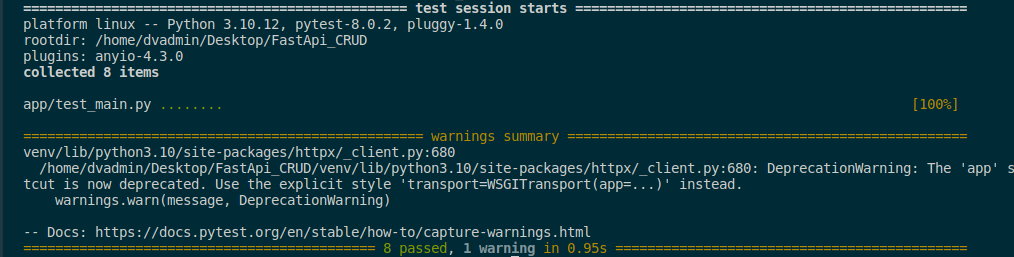 ================================================ test session starts =================================================
platform linux -- Python 3.10.12, pytest-8.0.2, pluggy-1.4.0
rootdir: /home/dvadmin/Desktop/FastApi_CRUD
plugins: anyio-4.3.0
collected 8 items
app/test_main.py ........ [100%]
================================================== warnings summary ==================================================
venv/lib/python3.10/site-packages/httpx/_client.py:680
/home/dvadmin/Desktop/FastApi_CRUD/venv/lib/python3.10/site-packages/httpx/_client.py:680: DeprecationWarning: The 'app' s
tcut is now deprecated. Use the explicit style 'transport=WSGITransport(app=...)' instead.
warnings.warn(message, DeprecationWarning)
-- Docs: https://docs.pytest.org/en/stable/how-to/capture-warnings.html
============================================ 8 passed, 1 warning in 0.95s ============================================